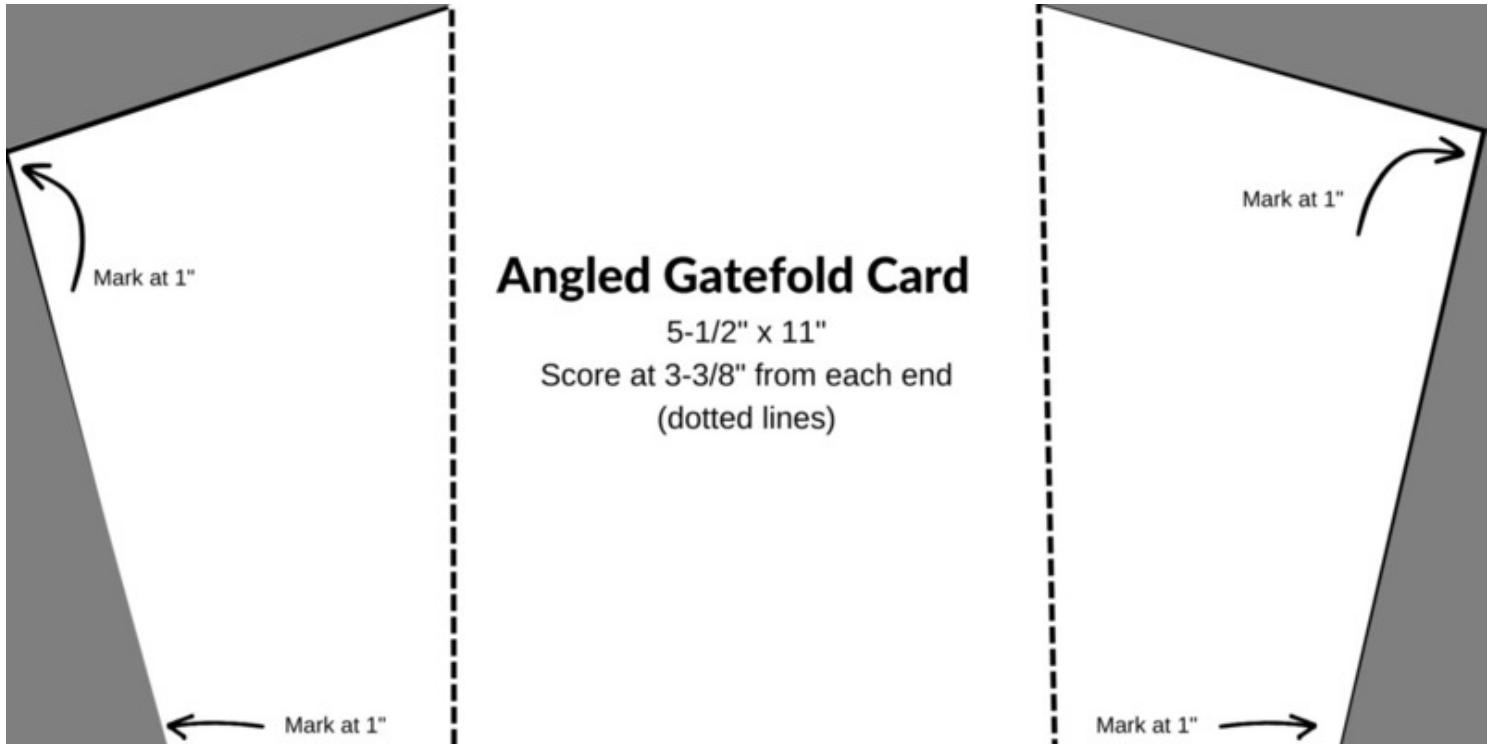 Mark at 1"
Mark at 1"
Angled Gatefold Card
5-1/2" x 11"
Score at 3-3/8" from each end
(dotted lines)
Mark at 1"
Mark at 1"